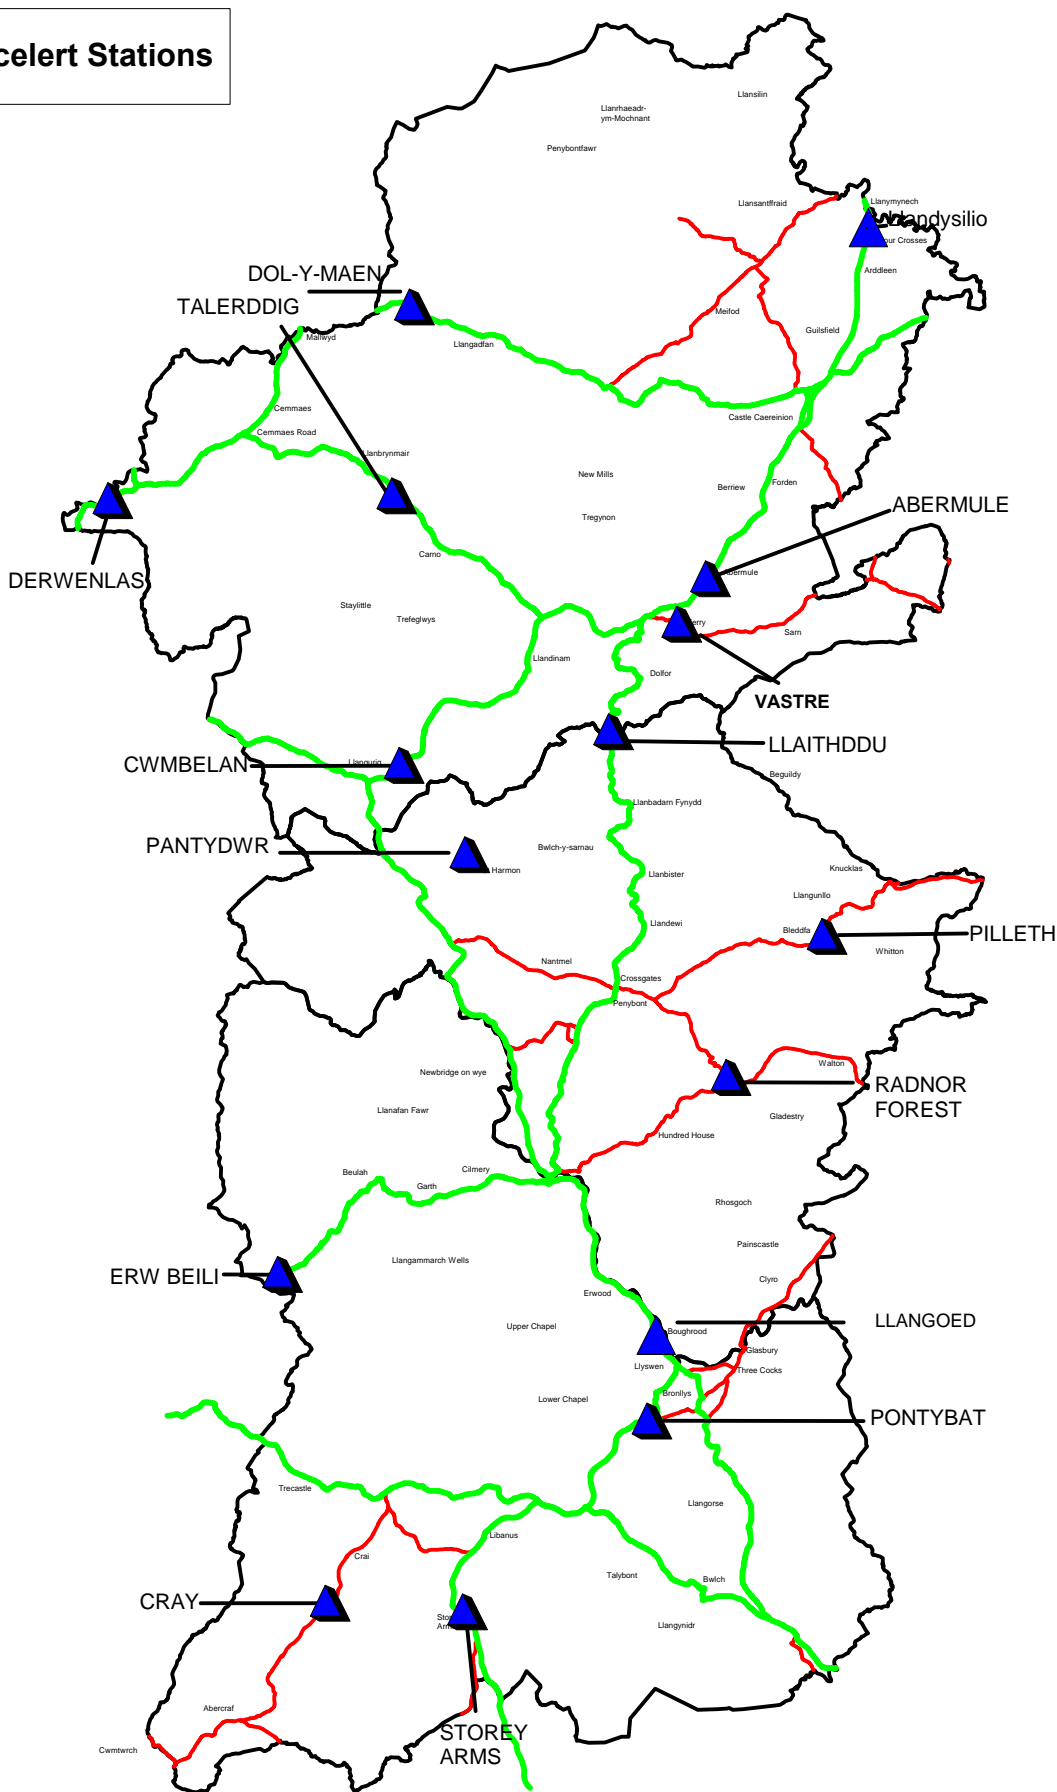 celert Stations
Llansilin
Llanrhaeadr-
ym-Mochnant
Penybontfawr
Llansantffraid
Llanymynech
Llandysilio
our Crosses
Arddleen
DOL-Y-MAEN
TALERDDIG
Meifod
Guilsfield
Mallwyd
Llangadfan
Cemmaes
Castle Caereinion
Cemmaes Road
Llanbrynmair
New Mills
Berriew
Forden
ABERMULE
Tregynon
Carno
DERWENLAS
bermule
Staylittle
Trefeglwys
erry
Sarn
Llandinam
Dolfor
VASTRE
LLAITHDDU
CWMBELAN
Llangurig
Beguildy
Llanbadarn Fynydd
PANTYDWR
Bwlch-y-sarnau
Harmon
Llanbister
Knucklas
Llangunllo
Llandewi
Bleddfa
PILLETH
Whitton
Nantmel
Crossgates
Penybont
Newbridge on wye
Walton
RADNOR
FOREST
Llanafan Fawr
Gladestry
Hundred House
Beulah
Cilmery
Garth
Rhosgoch
Painscastle
Llangammarch Wells
ERW BEILI
Clyro
Erwood
Upper Chapel
Boughrood
LLANGOED
Glasbury
Llyswen
Three Cocks
Lower Chapel
Bronllys
PONTYBAT
Trecastle
Llangorse
Libanus
Crai
Talybont
Bwlch
CRAY
Llangynidr
Abercraf
STOREY
ARMS
Cwmtwrch